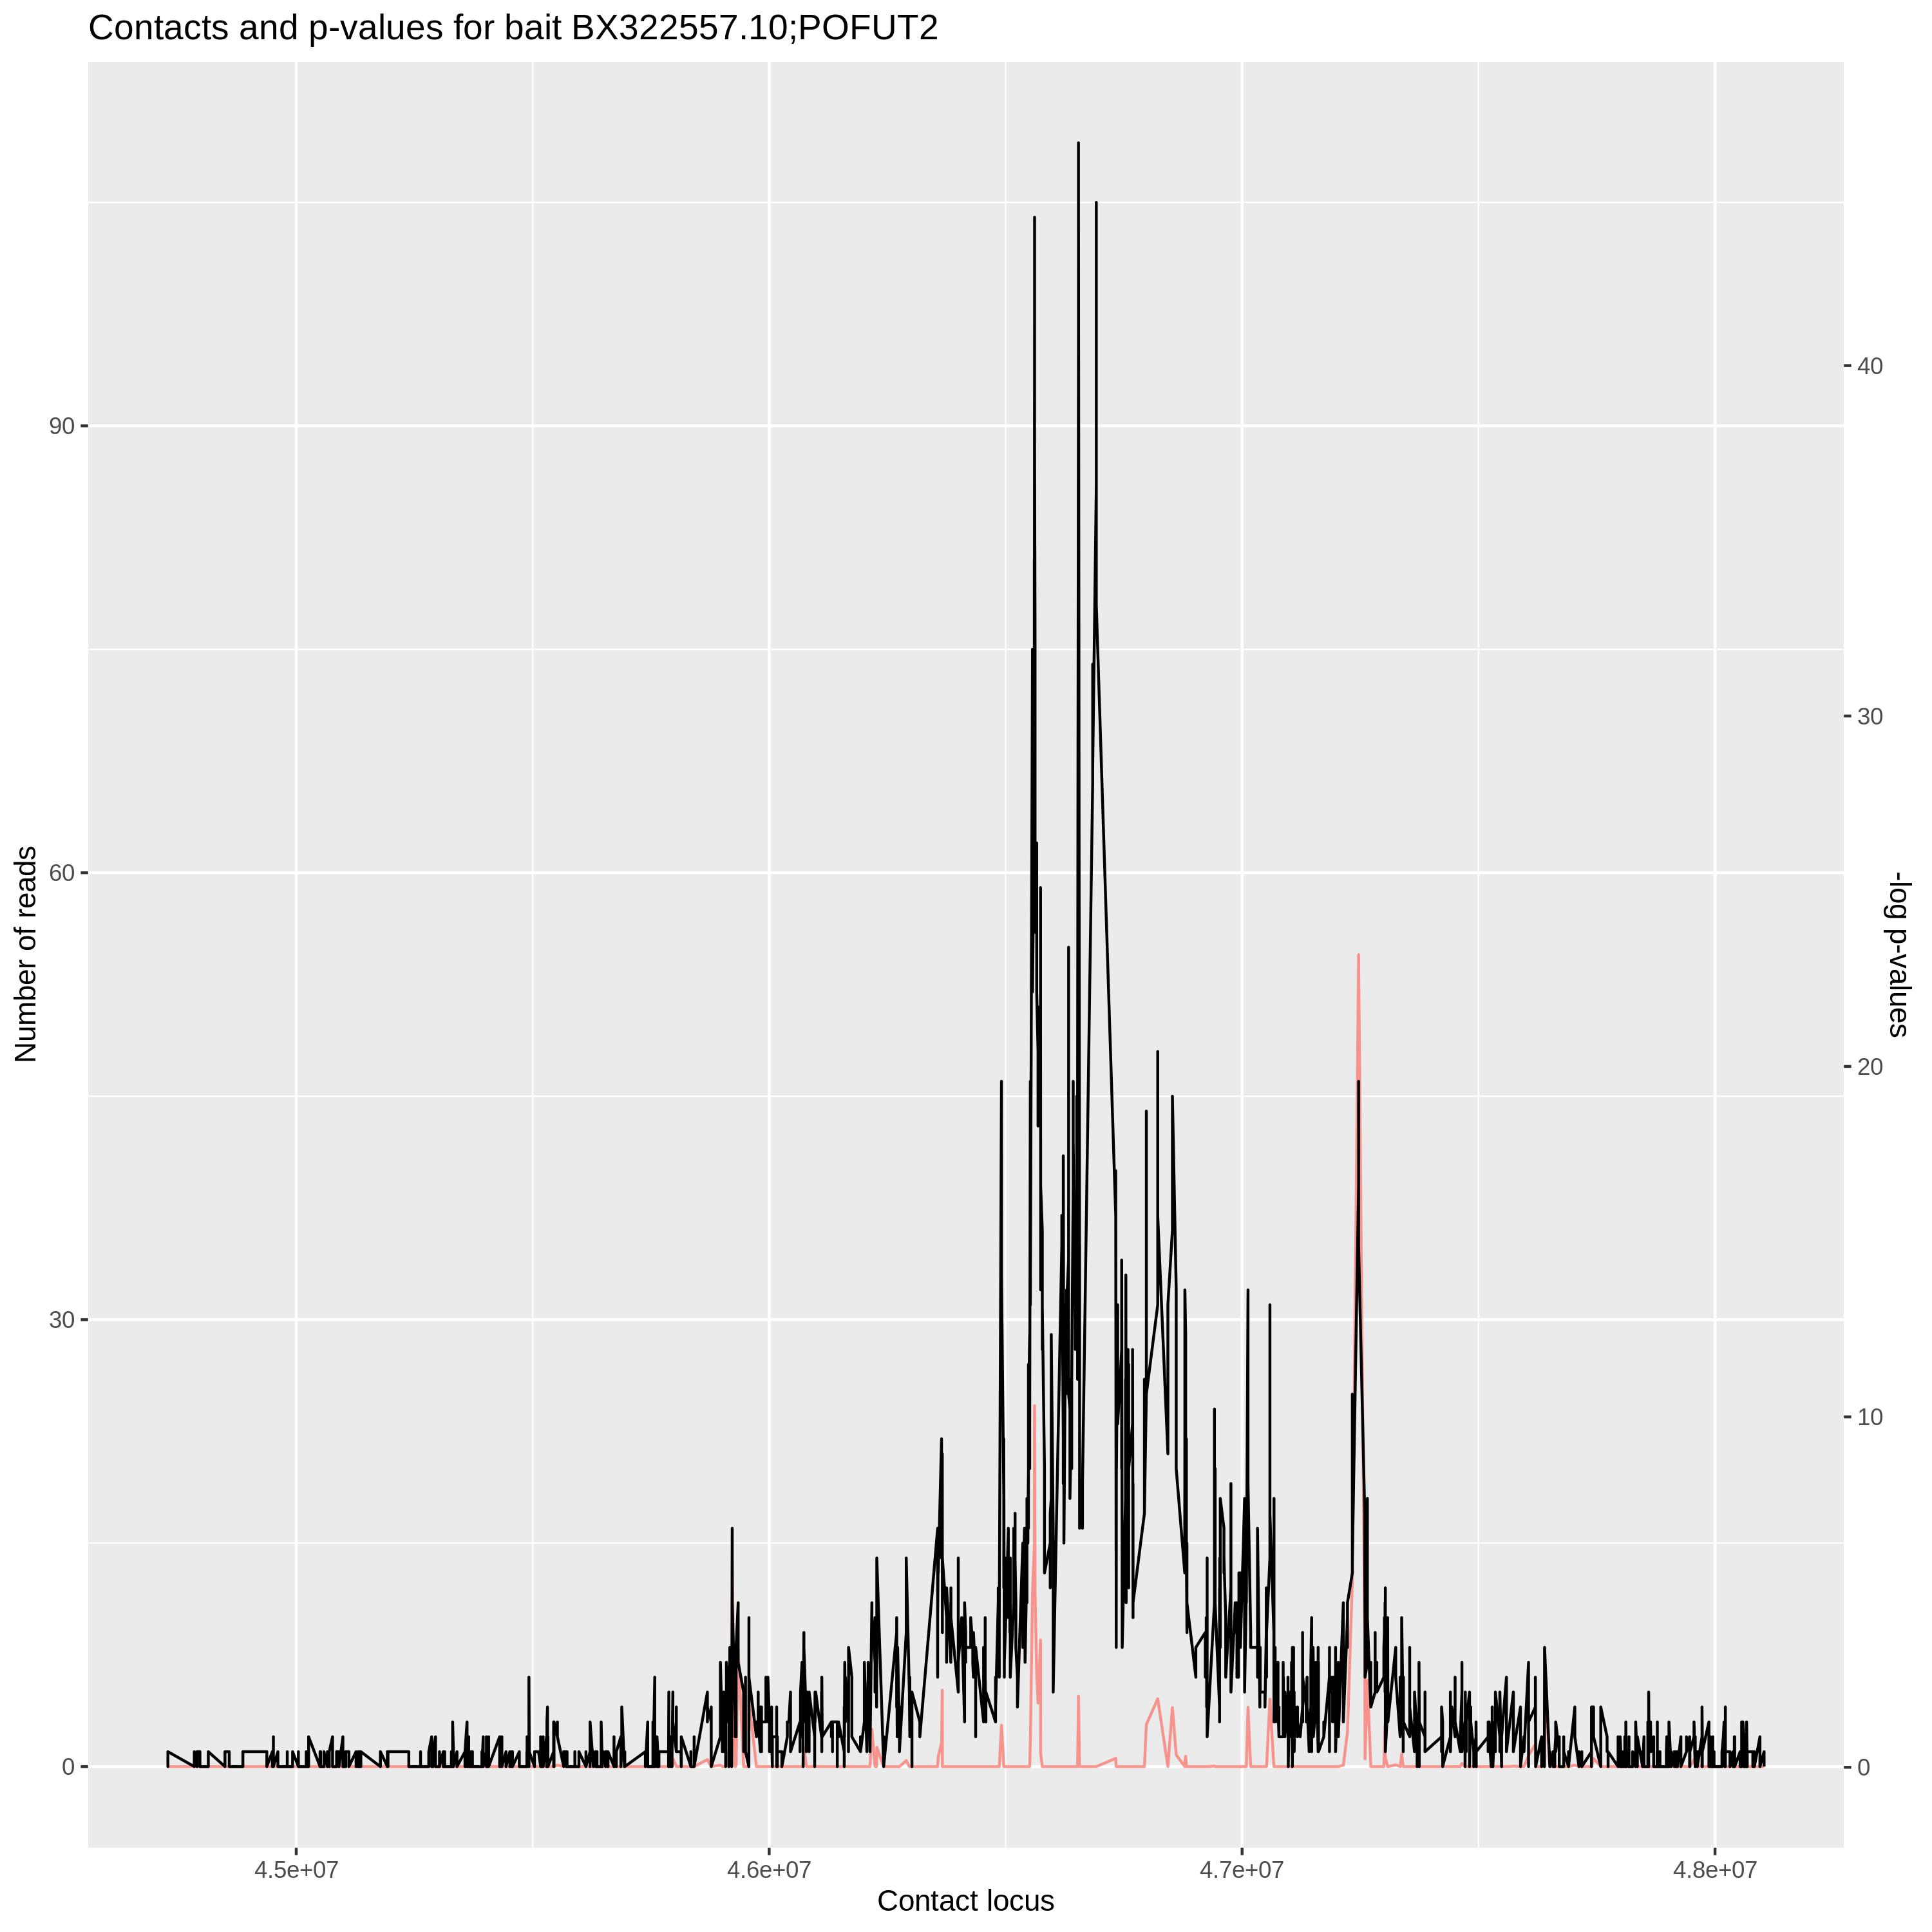 Contacts and p-values for bait BX322557.10;POFUT2
Number of reads
90
60
30
0
40
30
20
10
0
-log p-values
4.5e+07 4.6e+07 4.7e+07 4.8e+07
Contact locus